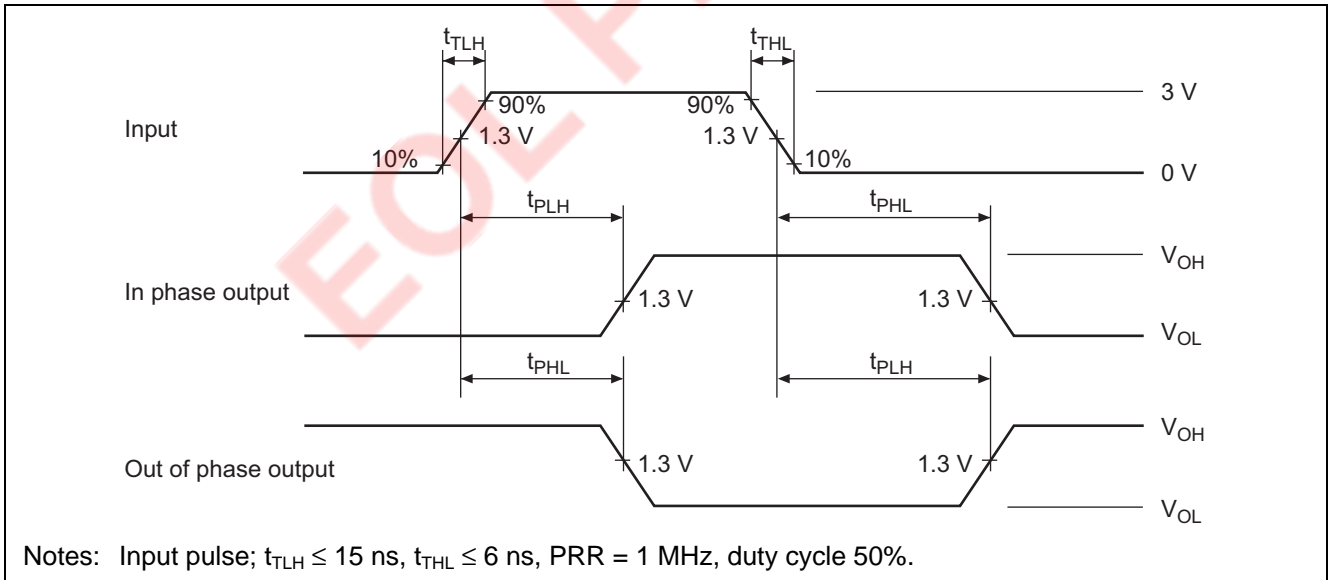 tTLH tTHL
90% 90% 3 V
Input 1.3 V 1.3 V
10% 10% 0 V
tPLH tPHL
VOH
In phase output 1.3 V 1.3 V
VOL
tPHL tPLH
VOH
Out of phase output 1.3 V 1.3 V
VOL
Notes: Input pulse; tTLH ≤ 15 ns, tTHL ≤ 6 ns, PRR = 1 MHz, duty cycle 50%.
EOL P